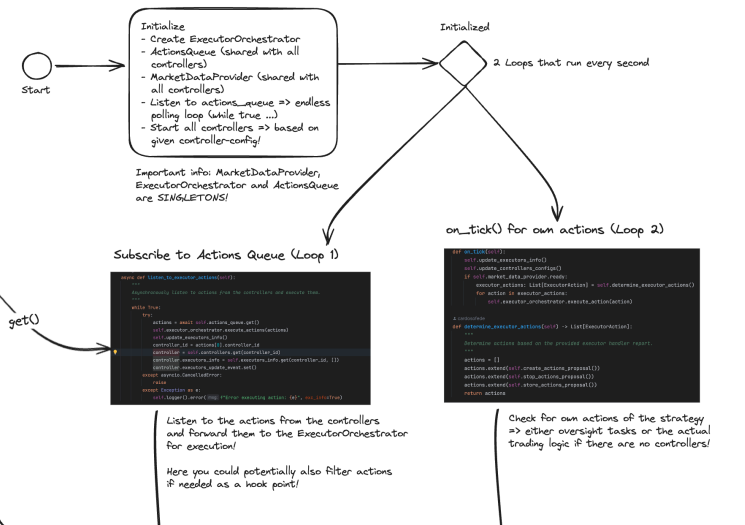 Initialize
- Create ExecutorOrchestrator
- ActionsQueue (shared with all
controllers)
- MarketDataProvider (shared with
all controllers)
- Listen to actions_queue => endless
polling loop (while true ...)
- Start all controllers => based on
given controller-config!
Start
Initialized
2 Loops that run every second
Important info: MarketDataProvider,
ExecutorOrchestrator and ActionsQueue
are SINGLETONS!
get()
Subscribe to Actions Queue (Loop 1)
async def listen_to_executor_actions(self):
"""
Asynchronously listen to actions from the controllers and execute them.
"""
while True:
try:
actions = await self.actions_queue.get()
self.executor_orchestrator.execute_actions(actions)
self.update_executors_info()
controller_id = actions[0].controller_id
controller = self.controllers.get(controller_id)
controller.executors_info = self.executors_info.get(controller_id, [])
controller.executors_update_event.set()
except asyncio.CancelledError:
raise
except Exception as e:
self.logger().error(msg: f"Error executing action: {e}", exc_info=True)
Listen to the actions from the controllers
and forward them to the ExecutorOrchestrator
for execution!
Here you could potentially also filter actions
if needed as a hook point!
on_tick() for own actions (Loop 2)
def on_tick(self):
self.update_executors_info()
self.update_controllers_configs()
if self.market_data_provider.ready:
executor_actions: List[ExecutorAction] = self.determine_executor_actions()
for action in executor_actions:
self.executor_orchestrator.execute_action(action)
def determine_executor_actions(self) -> List[ExecutorAction]:
"""
Determine actions based on the provided executor handler report.
"""
actions = []
actions.extend(self.create_actions_proposal())
actions.extend(self.stop_actions_proposal())
actions.extend(self.store_actions_proposal())
return actions
Check for own actions of the strategy
=> either oversight tasks or the actual
trading logic if there are no controllers!